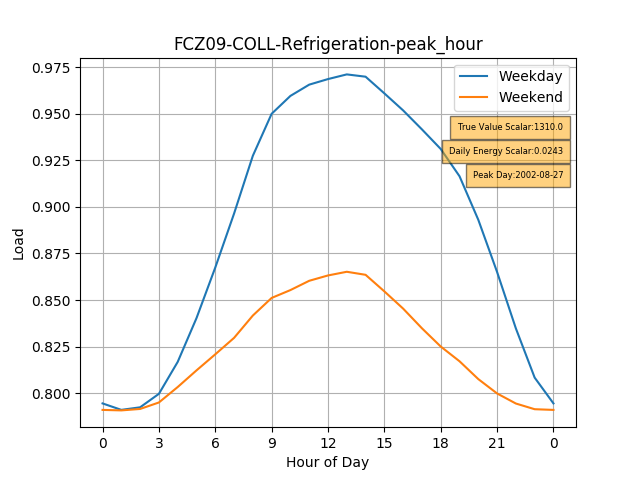 FCZ09-COLL-Refrigeration-peak_hour
0.975
0.950
0.925
0.900
0.875
0.850
0.825
0.800
Load
Weekday
Weekend
True Value Scalar:1310.0
Daily Energy Scalar:0.0243
Peak Day:2002-08-27
0 3 6 9 12 15 18 21 0
Hour of Day